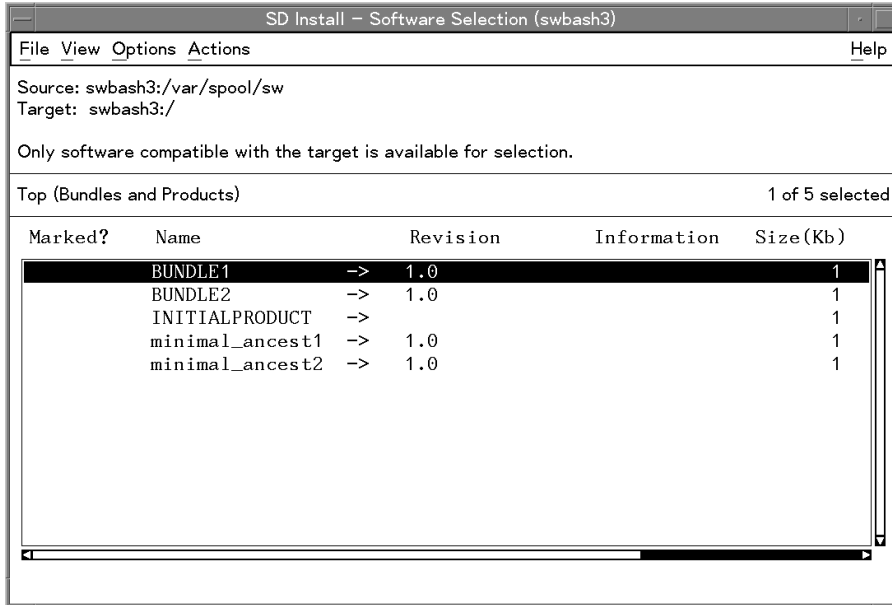 SD Install - Software Selection (swbash3)
File View Options Actions Help
Source: swbash3:/var/spool/sw
Target: swbash3:/
Only software compatible with the target is available for selection.
Top (Bundles and Products) 1 of 5 selected
Marked? Name Revision Information Size(Kb)
BUNDLE1 -> 1.0 1
BUNDLE2 -> 1.0 1
INITIALPRODUCT -> 1
minimal_ancest1 -> 1.0 1
minimal_ancest2 -> 1.0 1